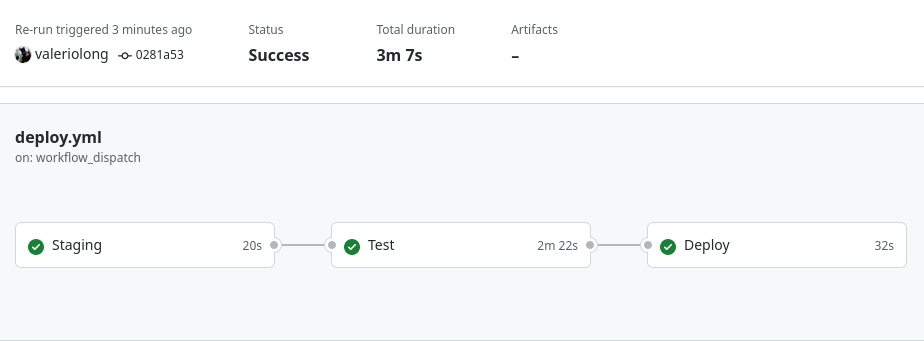 Re-run triggered 3 minutes ago
valeriolong 0281a53
Status
Success
Total duration
3m 7s
Artifacts
–
deploy.yml
on: workflow_dispatch
Staging 20s
Test 2m 22s
Deploy 32s